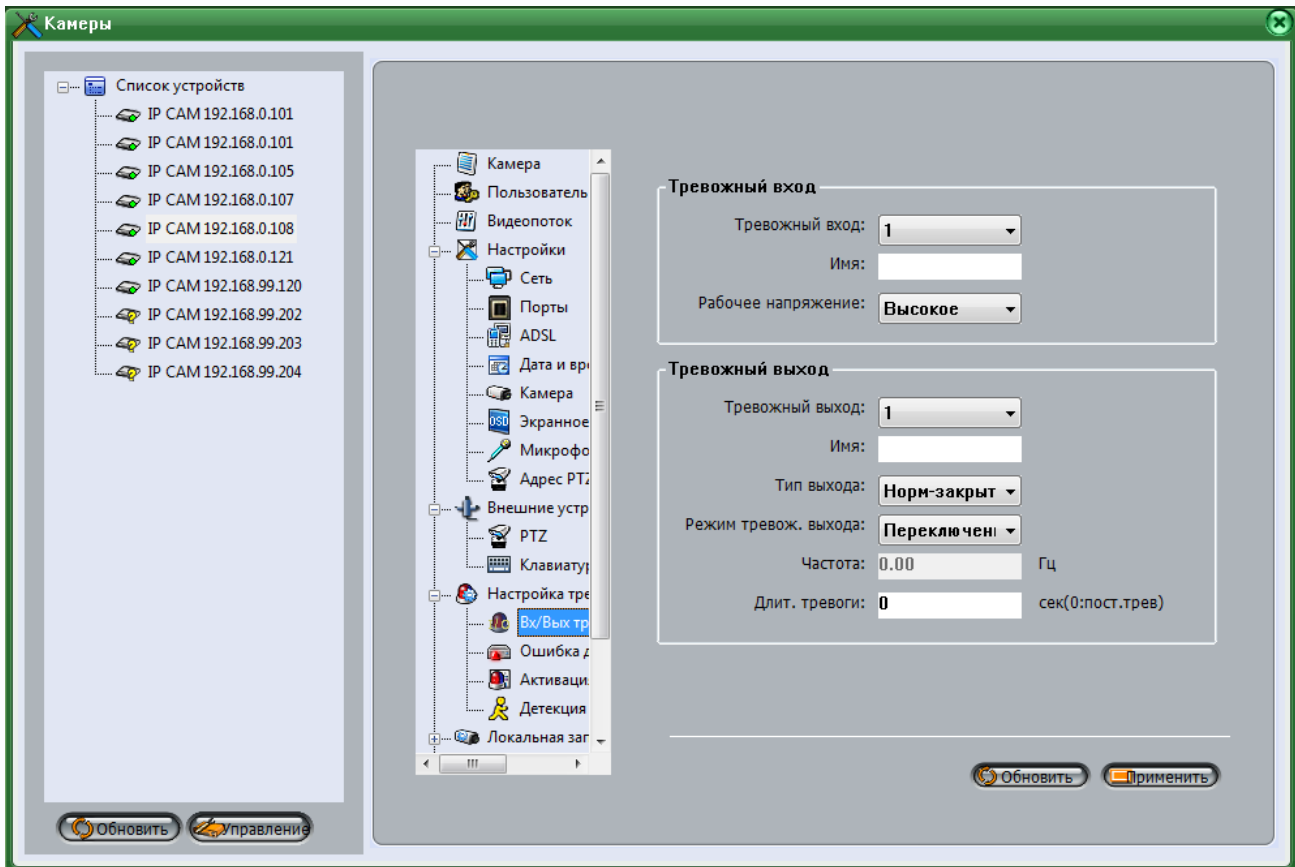 Камеры
Список устройств
IP CAM 192.168.0.101
IP CAM 192.168.0.101
IP CAM 192.168.0.105
IP CAM 192.168.0.107
IP CAM 192.168.0.108
IP CAM 192.168.0.121
IP CAM 192.168.99.120
IP CAM 192.168.99.202
IP CAM 192.168.99.203
IP CAM 192.168.99.204
Обновить
Управление
Камера
Пользователь
Видеопоток
Настройки
Сеть
Порты
ADSL
Дата и вре
Камера
OSD Экранное
Микрофо
Адрес PTZ
Внешние устр
PTZ
Клавиатур
Настройка тре
Вх/Вых тр
Ошибка д
Активаци
Детекция
Локальная заг
Тревожный вход
Тревожный вход: 1
Имя:
Рабочее напряжение: Высокое
Тревожный выход
Тревожный выход: 1
Имя:
Тип выхода: Норм-закрыт
Режим тревож. выхода: Переключени
Частота: 0.00 Гц
Длит. тревоги: 0 сек(0:пост.трев)
Обновить
Применить